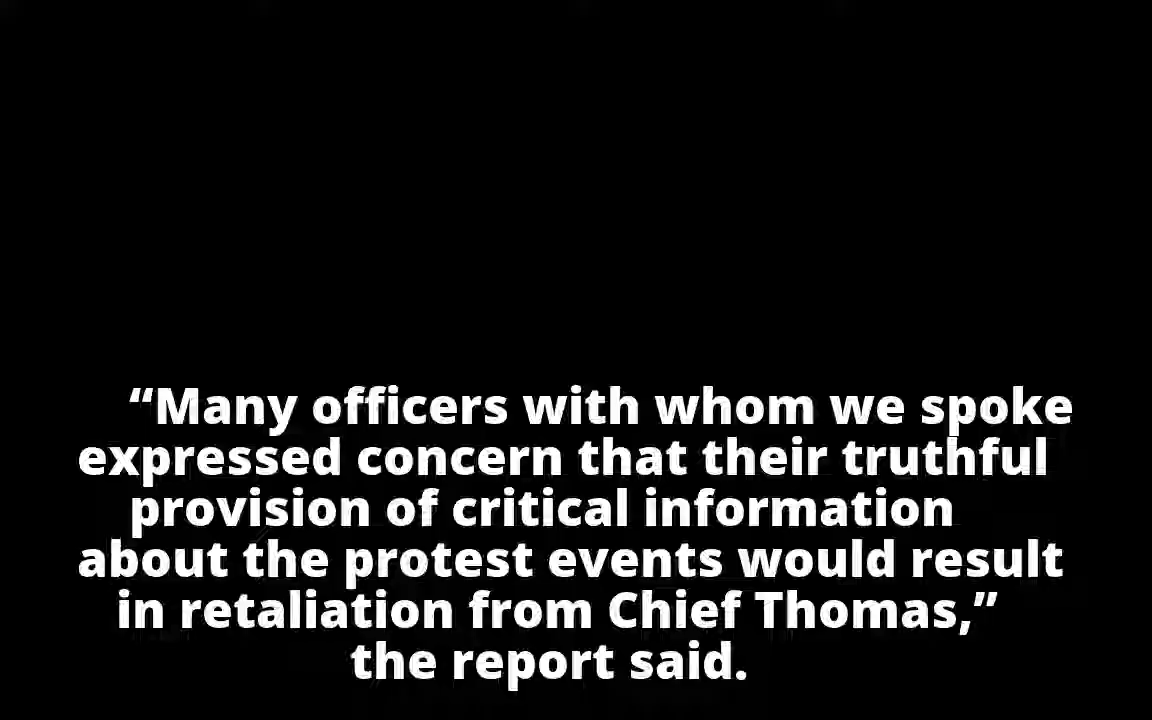 “Many officers with whom we spoke
expressed concern that their truthful
provision of critical information
about the protest events would result
in retaliation from Chief Thomas,”
the report said.